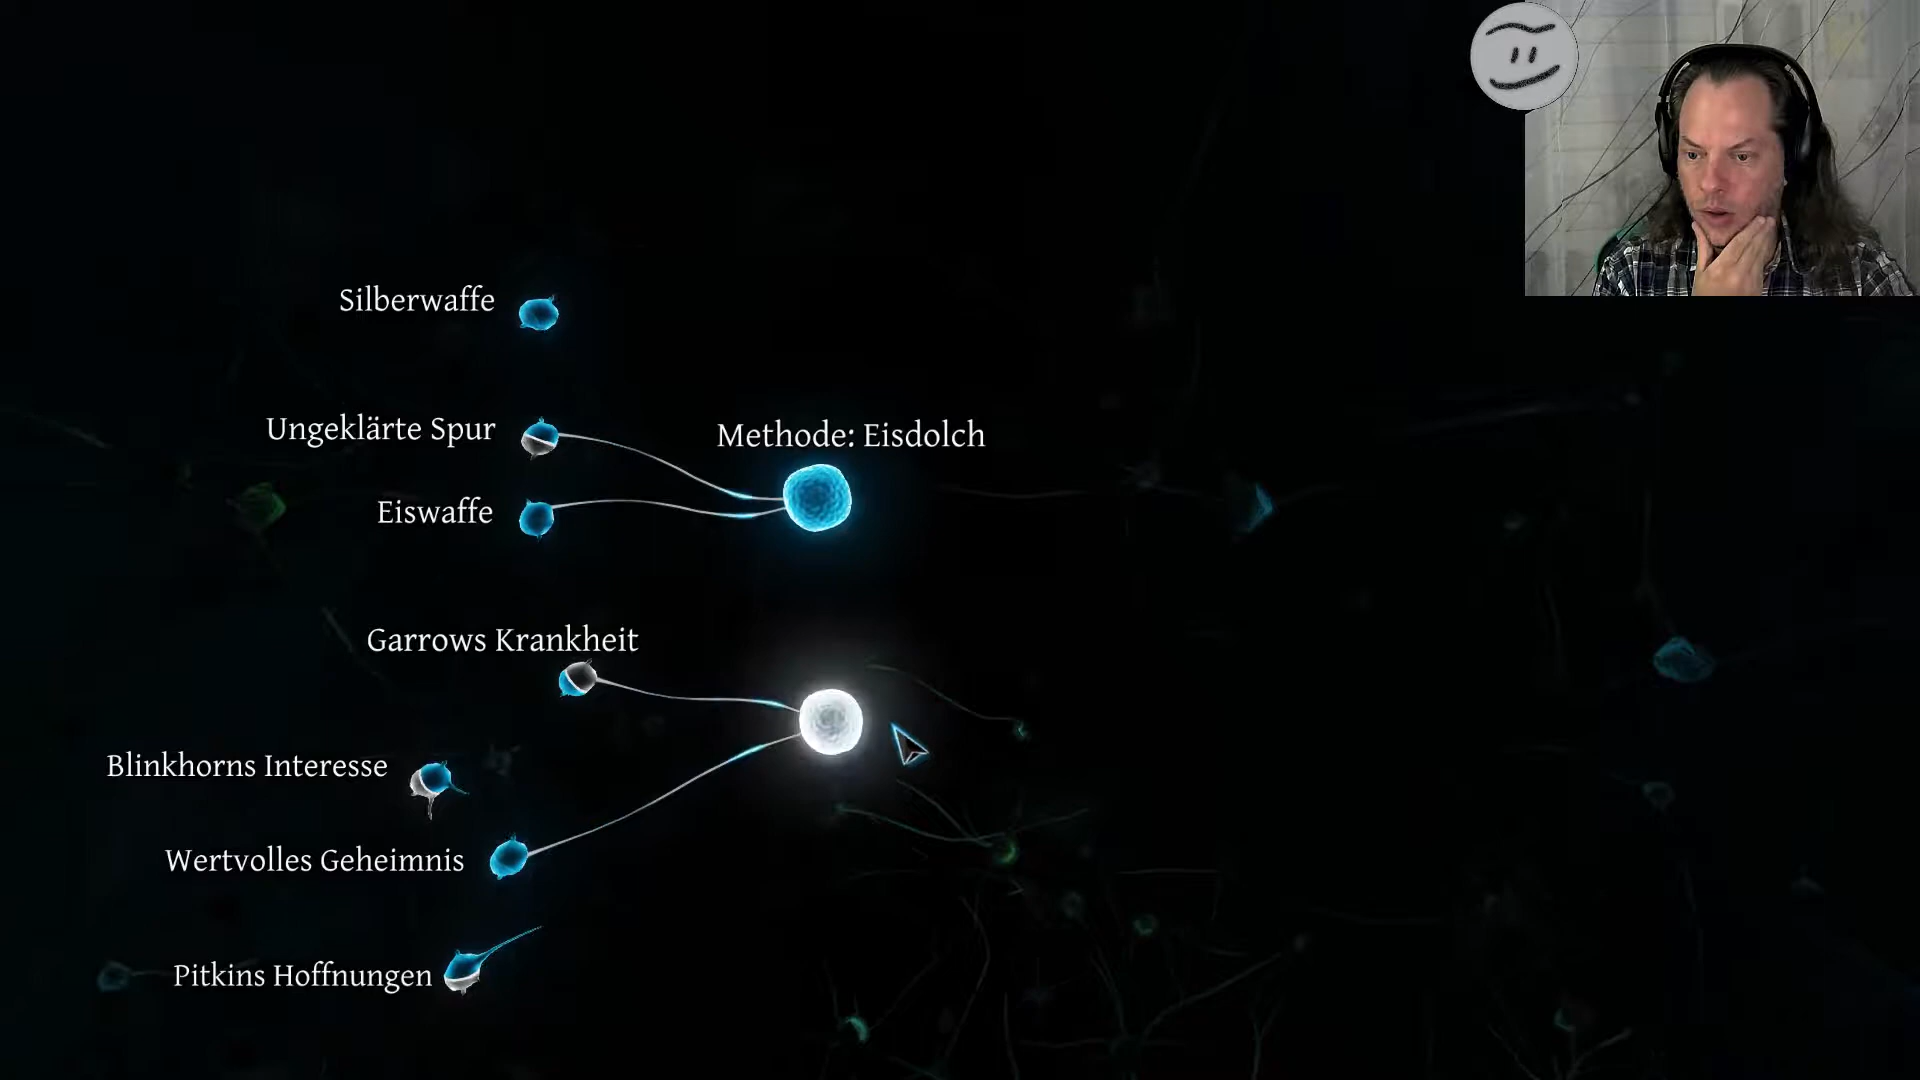 Silberwaffe
Ungeklärte Spur
Methode: Eisdolch
Eiswaffe
Garrows Krankheit
Blinkhorns Interesse
Wertvolles Geheimnis
Pitkins Hoffnungen